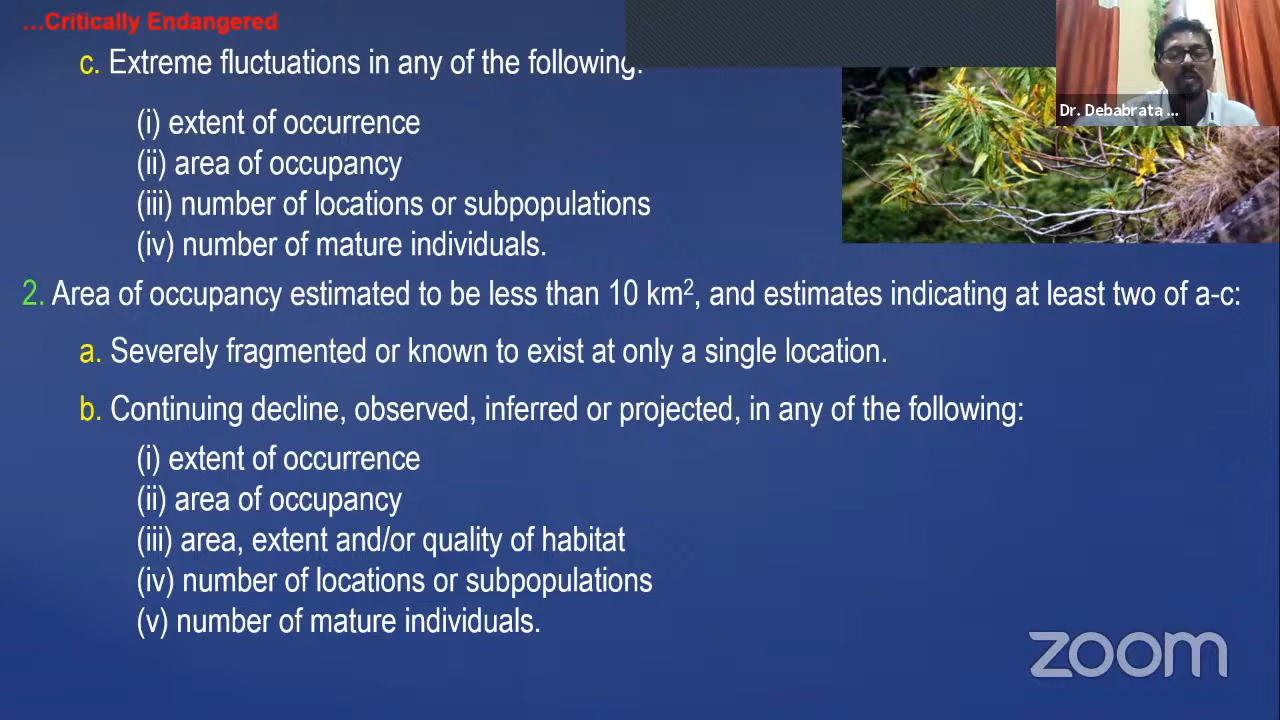 ...Critically Endangered
c. Extreme fluctuations in any of the following:
(i) extent of occurrence
(ii) area of occupancy
(iii) number of locations or subpopulations
(iv) number of mature individuals.
Dr. Debabrata ...
2. Area of occupancy estimated to be less than 10 km², and estimates indicating at least two of a-c:
a. Severely fragmented or known to exist at only a single location.
b. Continuing decline, observed, inferred or projected, in any of the following:
(i) extent of occurrence
(ii) area of occupancy
(iii) area, extent and/or quality of habitat
(iv) number of locations or subpopulations
(v) number of mature individuals.
zoom